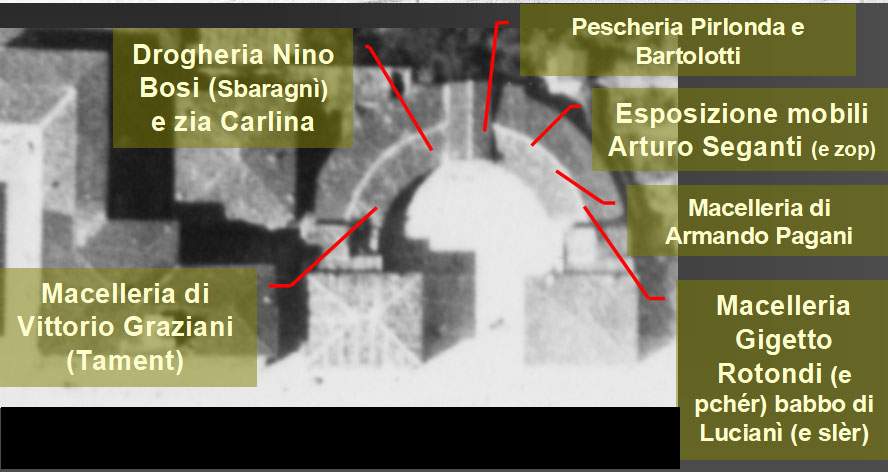 Drogheria Nino
Bosi (Sbaragnì)
e zia Carlina
Pescheria Pirlonda e
Bartolotti
Esposizione mobili
Arturo Seganti (e zop)
Macelleria di
Armando Pagani
Macelleria di
Vittorio Graziani
(Tament)
Macelleria
Gigetto
Rotondi (e
pchér) babbo di
Lucianì (e slèr)